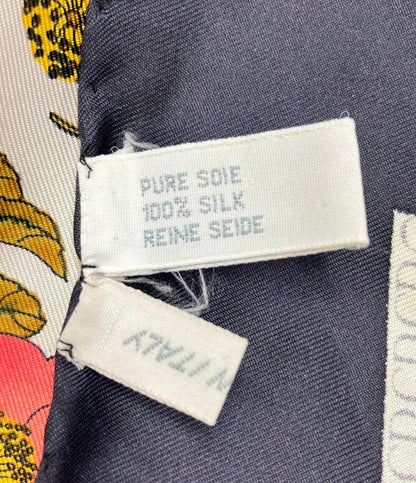 PURE SOIE
100% SILK
REINE SEIDE
ITALY